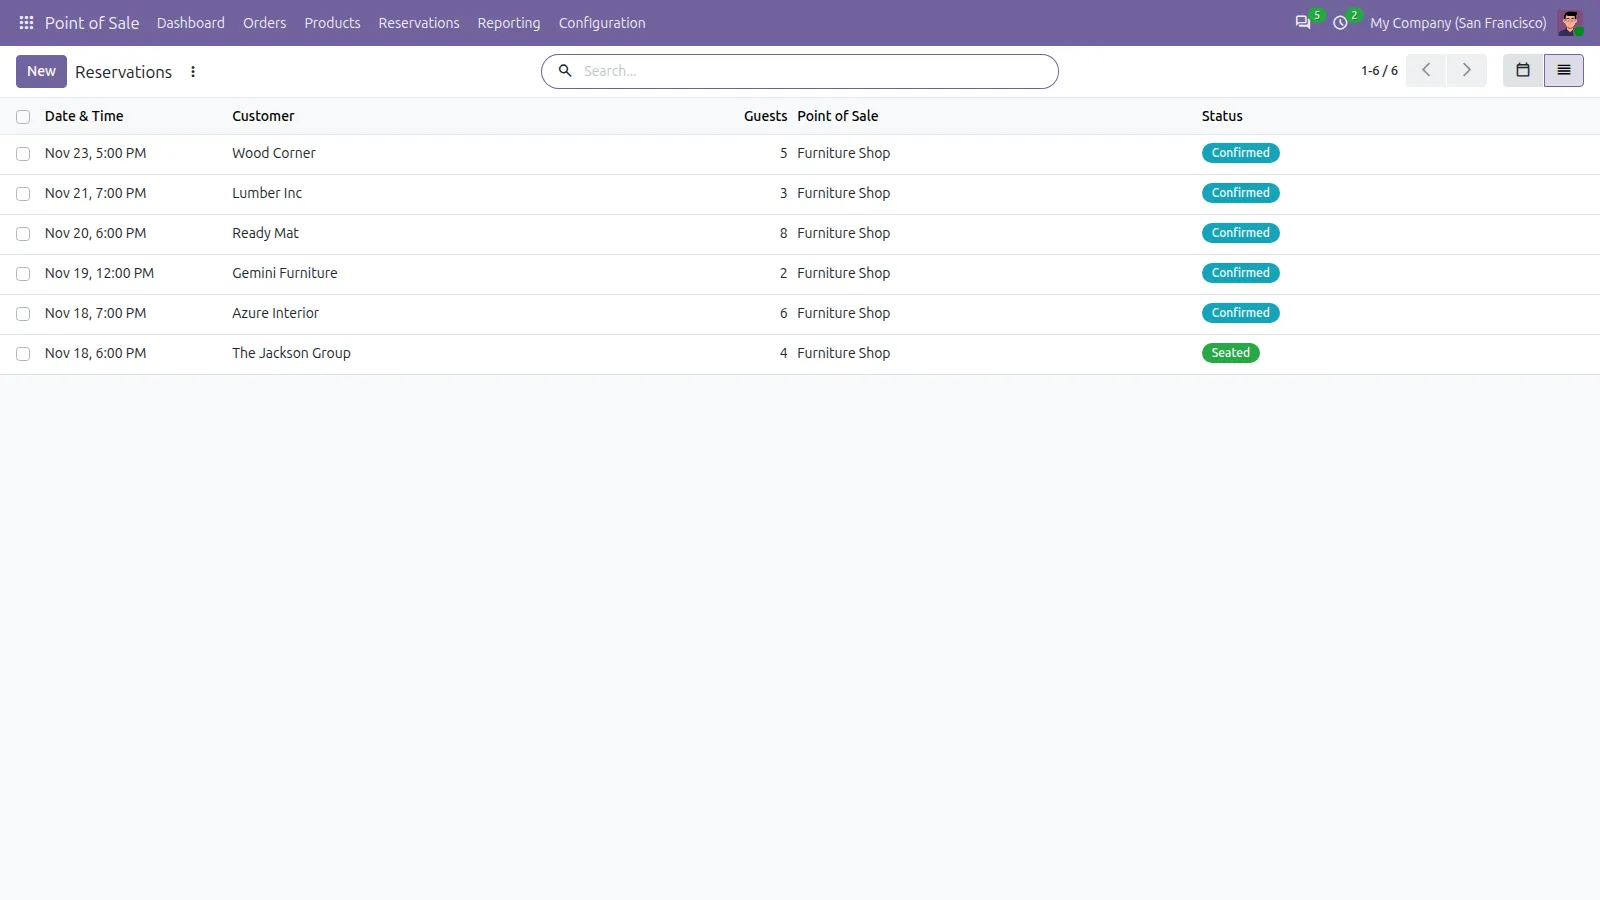 Point of Sale Dashboard Orders Products Reservations Reporting Configuration 5 2 My Company (San Francisco)
New Reservations Search... 1-6 / 6
Date & Time Customer Guests Point of Sale Status
Nov 23, 5:00 PM Wood Corner 5 Furniture Shop Confirmed
Nov 21, 7:00 PM Lumber Inc 3 Furniture Shop Confirmed
Nov 20, 6:00 PM Ready Mat 8 Furniture Shop Confirmed
Nov 19, 12:00 PM Gemini Furniture 2 Furniture Shop Confirmed
Nov 18, 7:00 PM Azure Interior 6 Furniture Shop Confirmed
Nov 18, 6:00 PM The Jackson Group 4 Furniture Shop Seated